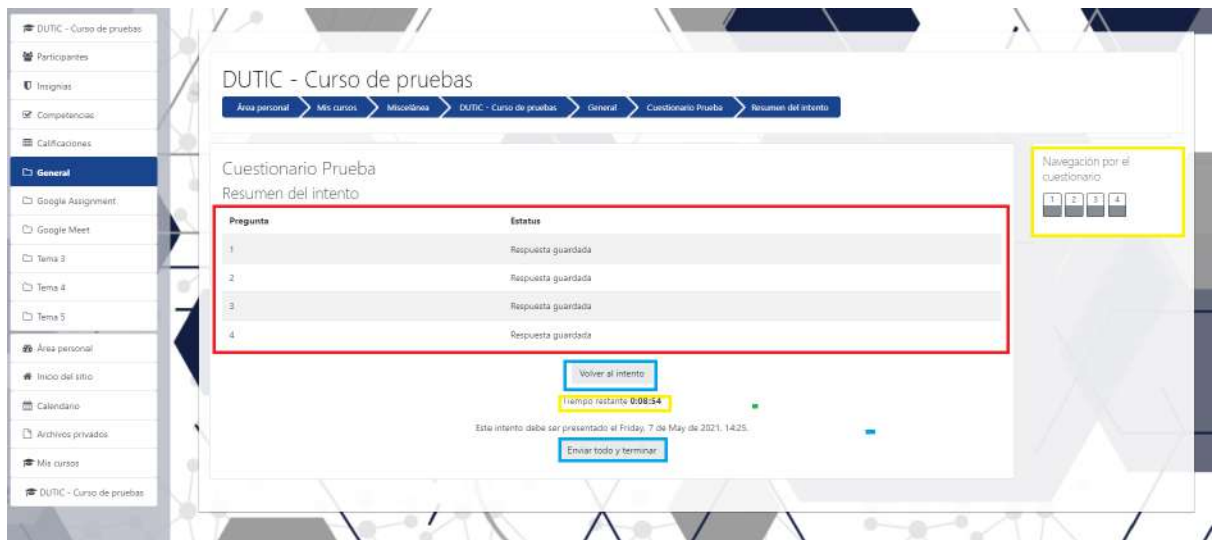 DUTIC - Curso de pruebas
Participantes
Insignias
Competencias
Calificaciones
General
Google Assignment
Google Meet
Tema 3
Tema 4
Tema 5
Área personal
Inicio del sitio
Calendario
Archivos privados
Mis cursos
DUTIC - Curso de pruebas
DUTIC - Curso de pruebas
Área personal Mis cursos Miscelánea DUTIC - Curso de pruebas General Cuestionario Prueba Resumen del intento
Cuestionario Prueba
Resumen del intento
Pregunta Estatus
1 Respuesta guardada
2 Respuesta guardada
3 Respuesta guardada
4 Respuesta guardada
Volver al intento
Tiempo restante 0:08:54
Este intento debe ser presentado el Friday, 7 de May de 2021, 14:25.
Enviar todo y terminar
Navegación por el
cuestionario
1 2 3 4